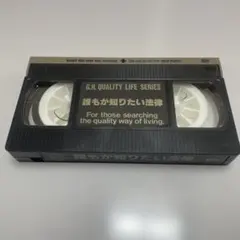 G.H. QUALITY LIFE SERIES
誰もが知りたい法律
For those searching
the quality way of living.